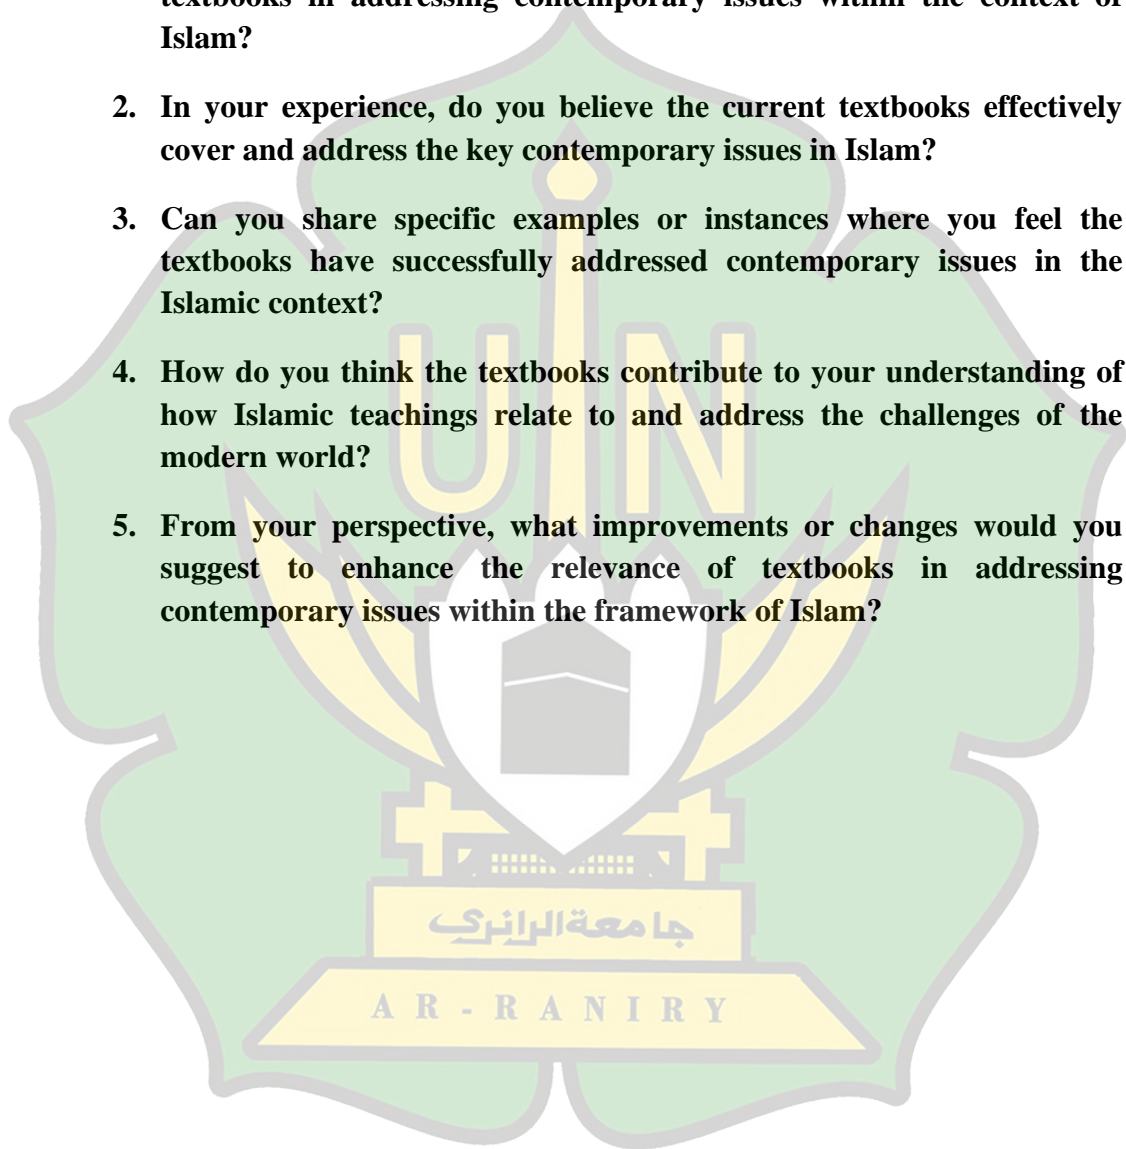 textbooks in addressing contemporary issues within the context of
Islam?
2. In your experience, do you believe the current textbooks effectively
cover and address the key contemporary issues in Islam?
3. Can you share specific examples or instances where you feel the
textbooks have successfully addressed contemporary issues in the
Islamic context?
4. How do you think the textbooks contribute to your understanding of
how Islamic teachings relate to and address the challenges of the
modern world?
5. From your perspective, what improvements or changes would you
suggest to enhance the relevance of textbooks in addressing
contemporary issues within the framework of Islam?
UIN
جامعة الرانري
AR-RANIRY